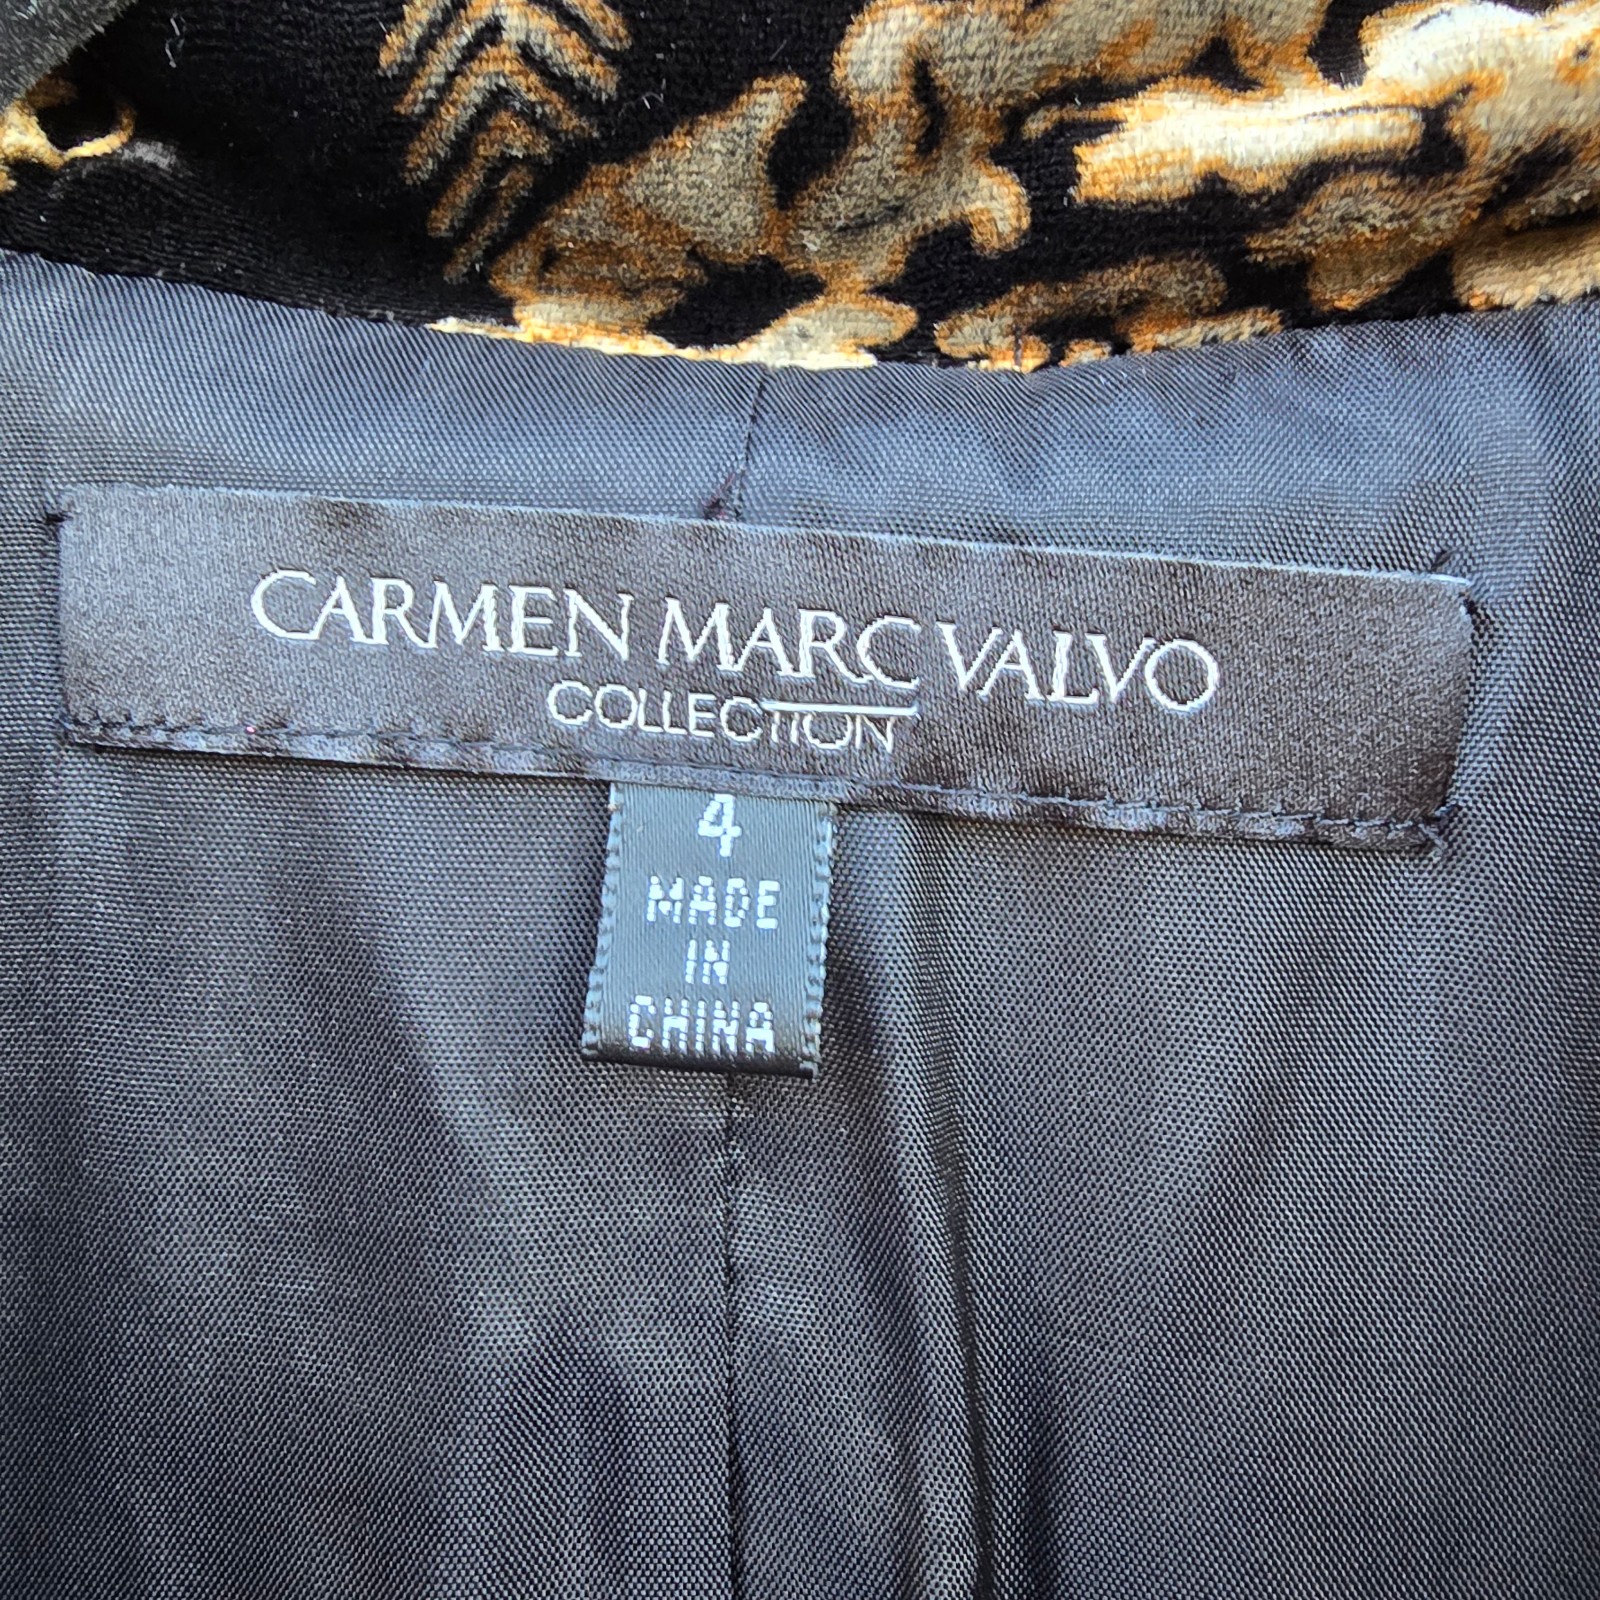 CARMEN MARC VALVO
COLLECTION
4
MADE
IN
CHINA